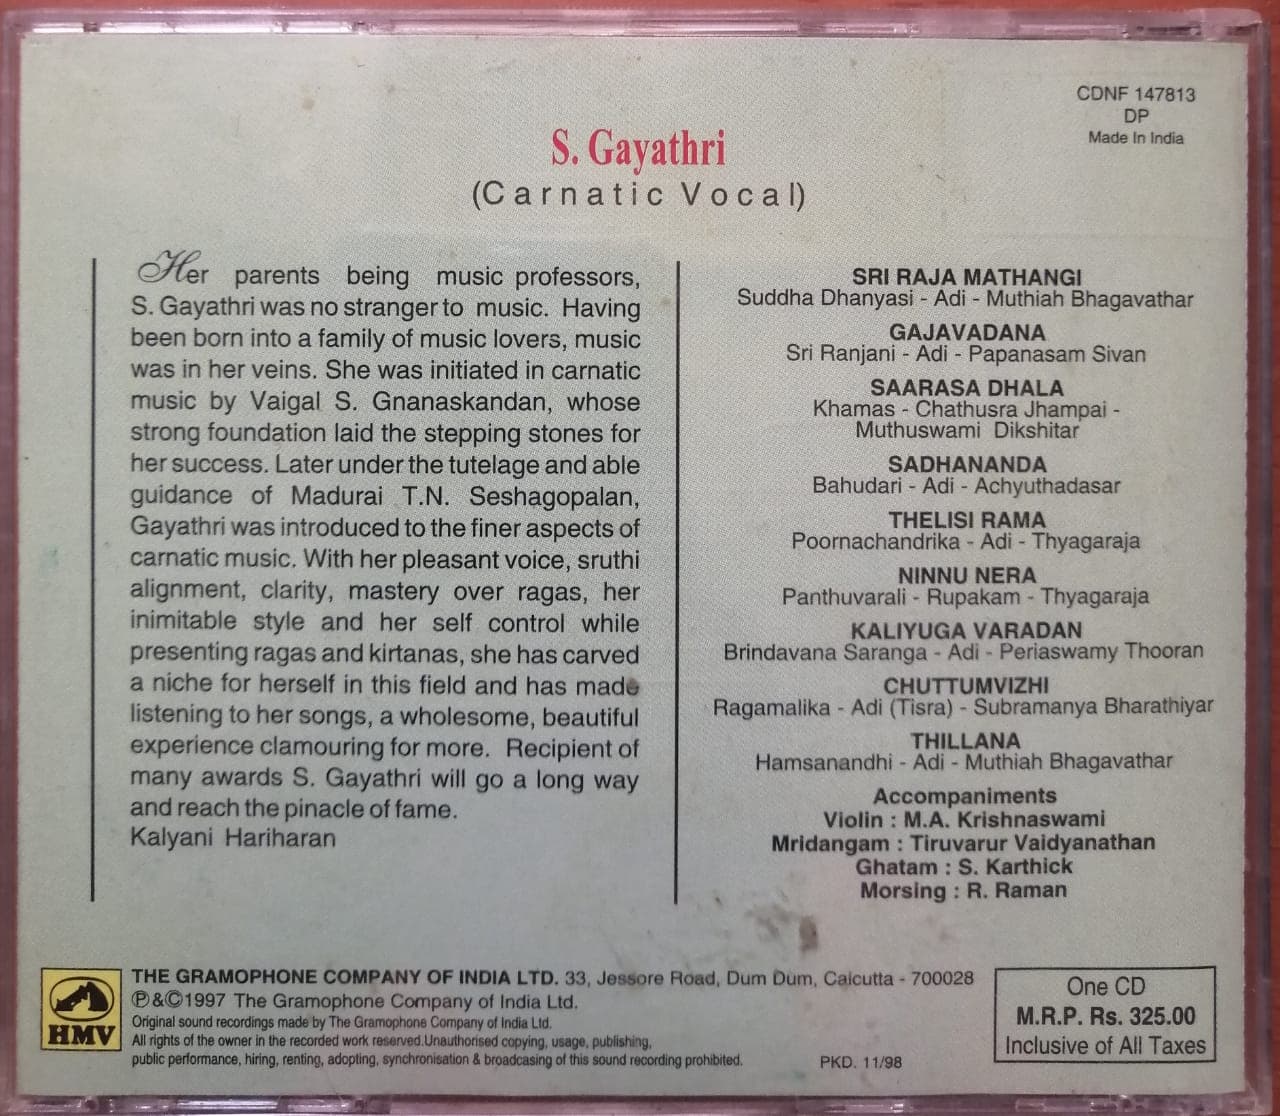 CDNF 147813
DP
Made In India
S. Gayathri
(Carnatic Vocal)
Her parents being music professors,
S. Gayathri was no stranger to music. Having
been born into a family of music lovers, music
was in her veins. She was initiated in carnatic
music by Vaigal S. Gnanaskandan, whose
strong foundation laid the stepping stones for
her success. Later under the tutelage and able
guidance of Madurai T.N. Seshagopalan,
Gayathri was introduced to the finer aspects of
carnatic music. With her pleasant voice, sruthi
alignment, clarity, mastery over ragas, her
inimitable style and her self control while
presenting ragas and kirtanas, she has carved
a niche for herself in this field and has made
listening to her songs, a wholesome, beautiful
experience clamouring for more. Recipient of
many awards S. Gayathri will go a long way
and reach the pinacle of fame.
Kalyani Hariharan
SRI RAJA MATHANGI
Suddha Dhanyasi - Adi - Muthiah Bhagavathar
GAJAVADANA
Sri Ranjani - Adi - Papanasam Sivan
SAARASA DHALA
Khamas - Chathusra Jhampai -
Muthuswami Dikshitar
SADHANANDA
Bahudari - Adi - Achyuthadasar
THELISI RAMA
Poornachandrika - Adi - Thyagaraja
NINNU NERA
Panthuvarali - Rupakam - Thyagaraja
KALIYUGA VARADAN
Brindavana Saranga - Adi - Periaswamy Thooran
CHUTTUMVIZHI
Ragamalika - Adi (Tisra) - Subramanya Bharathiyar
THILLANA
Hamsanandhi - Adi - Muthiah Bhagavathar
Accompaniments
Violin : M.A. Krishnaswami
Mridangam : Tiruvarur Vaidyanathan
Ghatam : S. Karthick
Morsing : R. Raman
HMV
THE GRAMOPHONE COMPANY OF INDIA LTD. 33, Jessore Road, Dum Dum, Calcutta - 700028
℗&©1997 The Gramophone Company of India Ltd.
Original sound recordings made by The Gramophone Company of India Ltd.
All rights of the owner in the recorded work reserved.Unauthorised copying, usage, publishing,
public performance, hiring, renting, adopting, synchronisation & broadcasing of this sound recording prohibited.
PKD. 11/98
One CD
M.R.P. Rs. 325.00
Inclusive of All Taxes